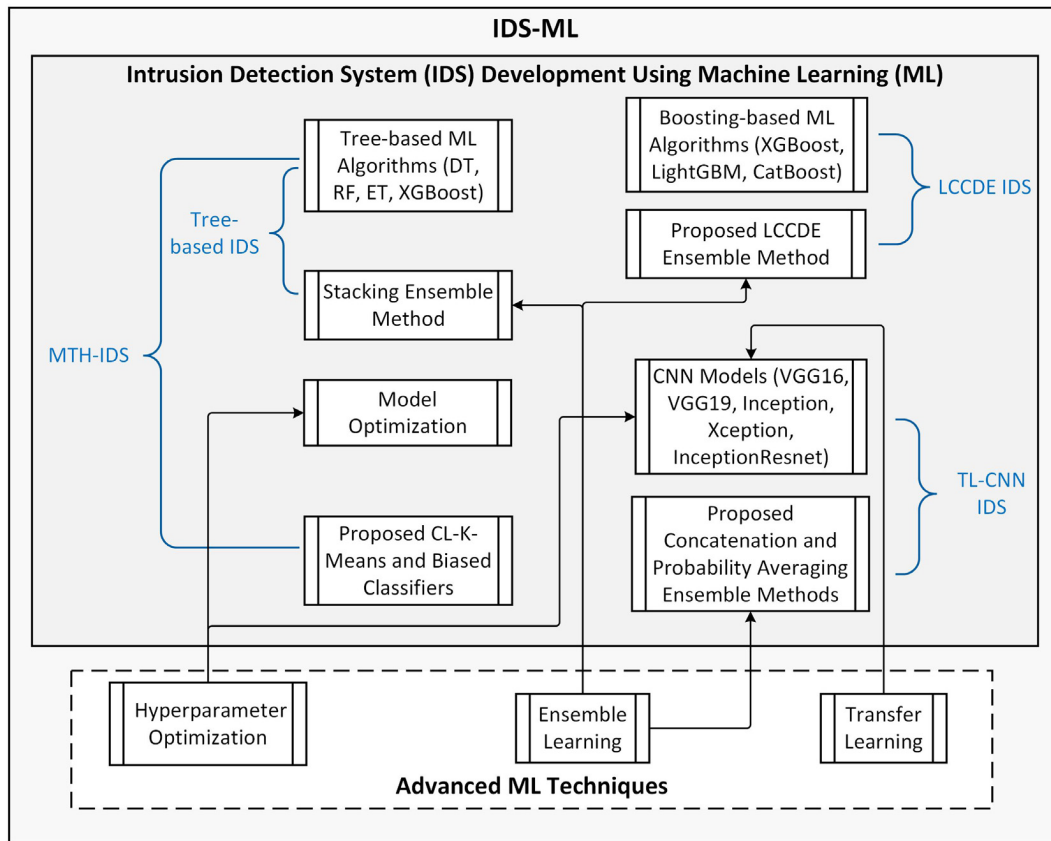 IDS-ML
Intrusion Detection System (IDS) Development Using Machine Learning (ML)
Tree-based ML
Algorithms (DT,
RF, ET, XGBoost)
Boosting-based ML
Algorithms (XGBoost,
LightGBM, CatBoost)
LCCDE IDS
Tree-
based IDS
Proposed LCCDE
Ensemble Method
Stacking Ensemble
Method
MTH-IDS
CNN Models (VGG16,
VGG19, Inception,
Xception,
InceptionResnet)
Model
Optimization
TL-CNN
IDS
Proposed CL-K-
Means and Biased
Classifiers
Proposed
Concatenation and
Probability Averaging
Ensemble Methods
Hyperparameter
Optimization
Ensemble
Learning
Transfer
Learning
Advanced ML Techniques